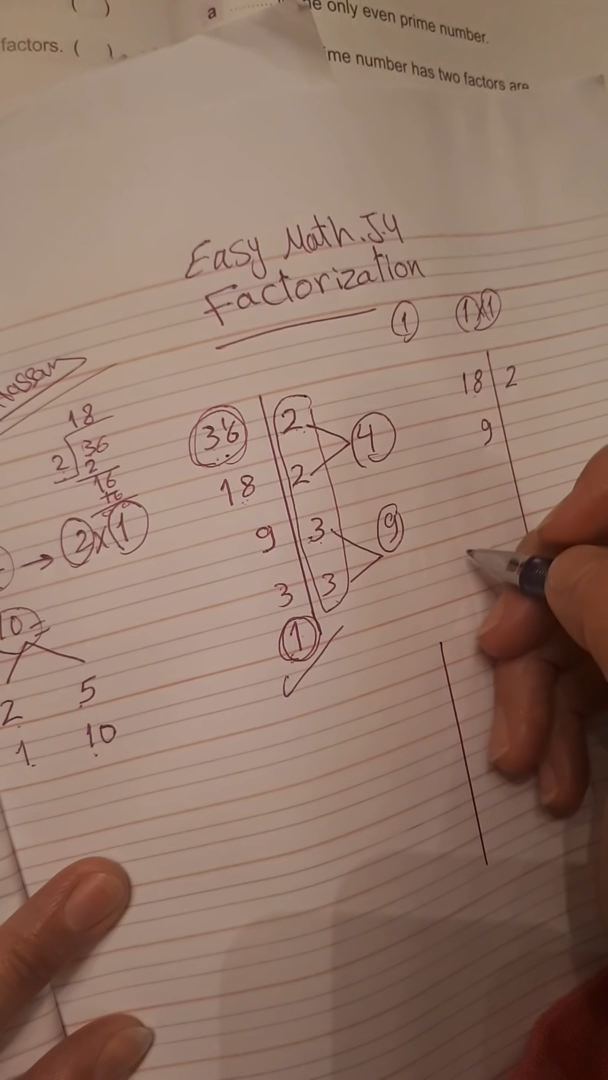 ( )
a ........... e only even prime number.
factors. ( )
me number has two factors are
Easy Math.J.4
Factorization
1 1x1
Hassan
18
2 36
2
16
16
→ 2x1
10=
2 5
1 10
36 2
18 2 4
9 3 9
3 3
1
18 2
9